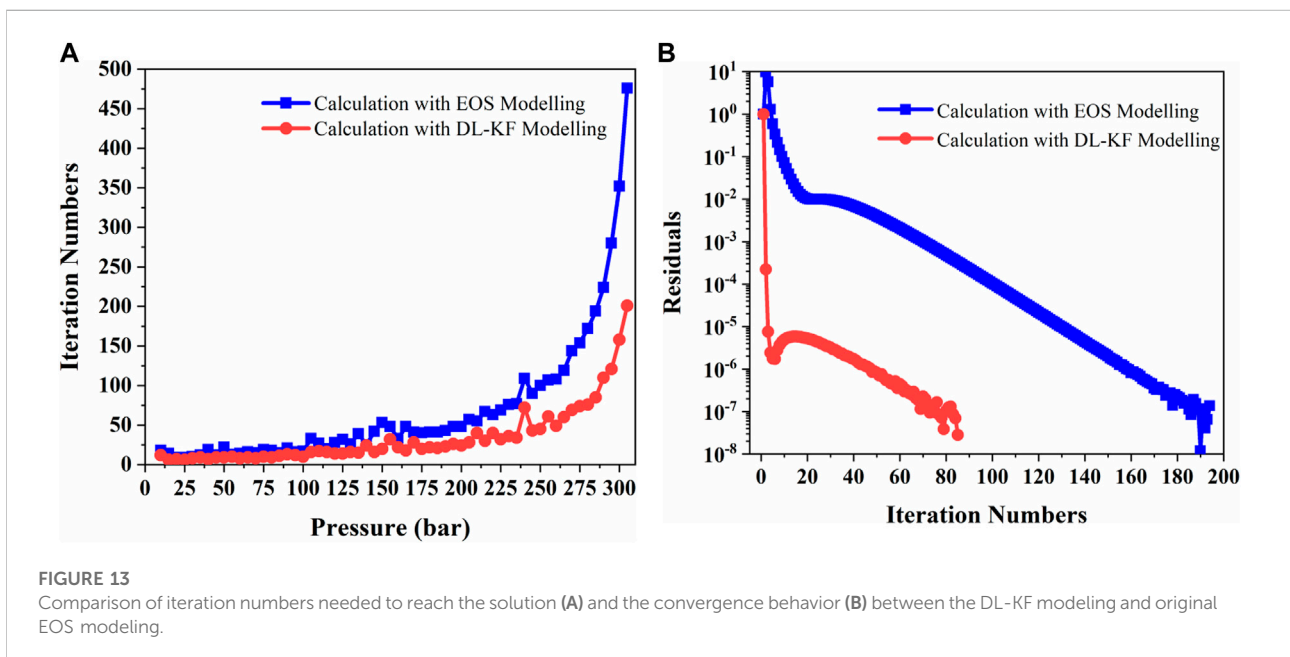 A
500
450
400
350
300
250
200
150
100
50
0
Iteration Numbers
Calculation with EOS Modelling
Calculation with DL-KF Modelling
0 25 50 75 100 125 150 175 200 225 250 275 300
Pressure (bar)
B
10^1
10^0
10^-1
10^-2
10^-3
10^-4
10^-5
10^-6
10^-7
10^-8
Residuals
Calculation with EOS Modelling
Calculation with DL-KF Modelling
0 20 40 60 80 100 120 140 160 180 200
Iteration Numbers
FIGURE 13
Comparison of iteration numbers needed to reach the solution (A) and the convergence behavior (B) between the DL-KF modeling and original
EOS modeling.